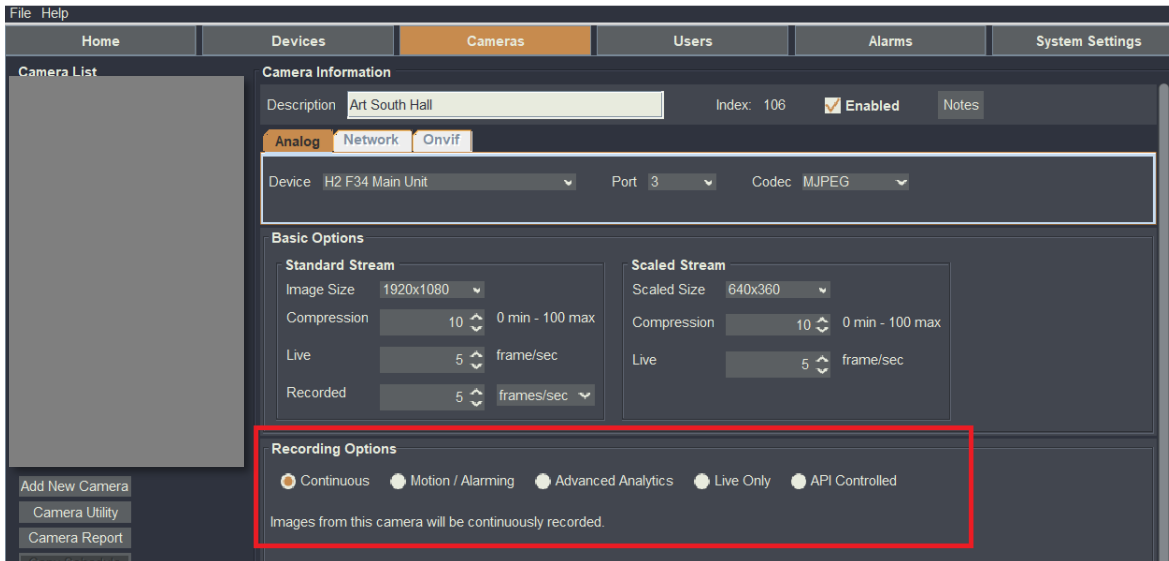 File Help
Home Devices Cameras Users Alarms System Settings
Camera List
Camera Information
Description Art South Hall Index: 106 Enabled Notes
Analog Network Onvif
Device H2 F34 Main Unit Port 3 Codec MJPEG
Basic Options
Standard Stream Scaled Stream
Image Size 1920x1080 Scaled Size 640x360
Compression 10 0 min - 100 max Compression 10 0 min - 100 max
Live 5 frame/sec Live 5 frame/sec
Recorded 5 frames/sec
Recording Options
Continuous Motion / Alarming Advanced Analytics Live Only API Controlled
Images from this camera will be continuously recorded.
Add New Camera
Camera Utility
Camera Report